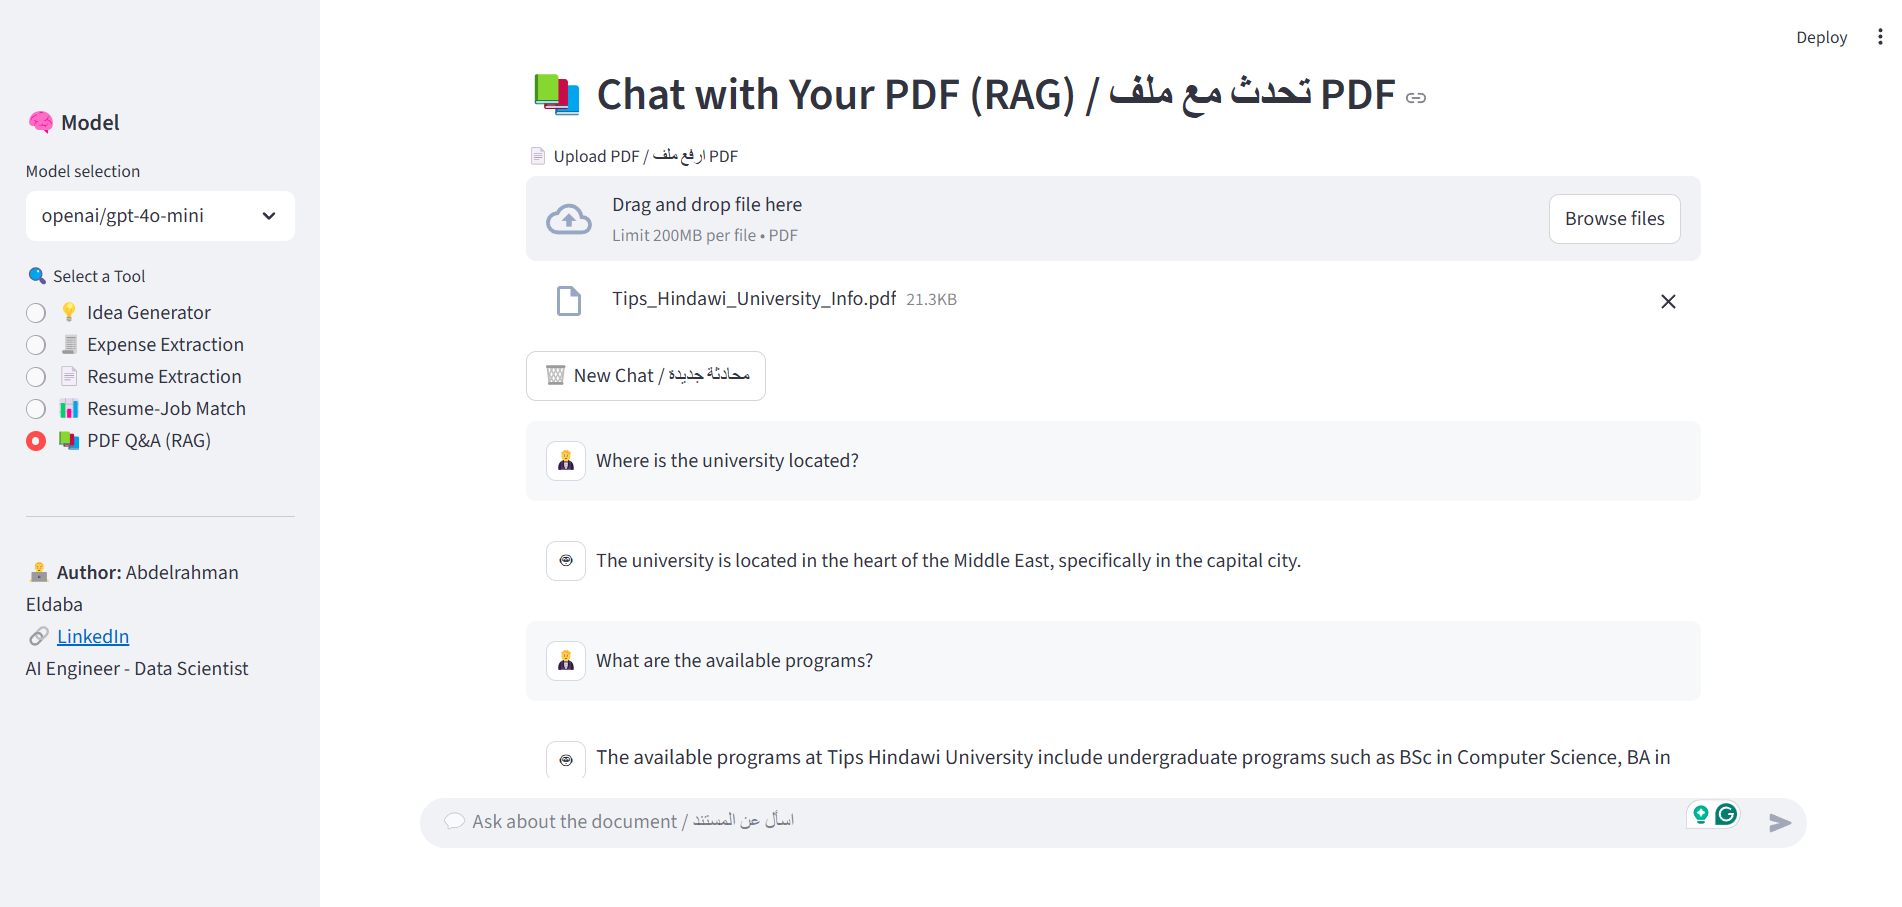 Deploy
Model
Model selection
openai/gpt-4o-mini
Select a Tool
Idea Generator
Expense Extraction
Resume Extraction
Resume-Job Match
PDF Q&A (RAG)
Author: Abdelrahman
Eldaba
LinkedIn
AI Engineer - Data Scientist
Chat with Your PDF (RAG) / تحدث مع ملف PDF
Upload PDF / ارفع ملف PDF
Drag and drop file here
Limit 200MB per file • PDF
Browse files
Tips_Hindawi_University_Info.pdf 21.3KB
New Chat / محادثة جديدة
Where is the university located?
The university is located in the heart of the Middle East, specifically in the capital city.
What are the available programs?
The available programs at Tips Hindawi University include undergraduate programs such as BSc in Computer Science, BA in
Ask about the document / اسأل عن المستند